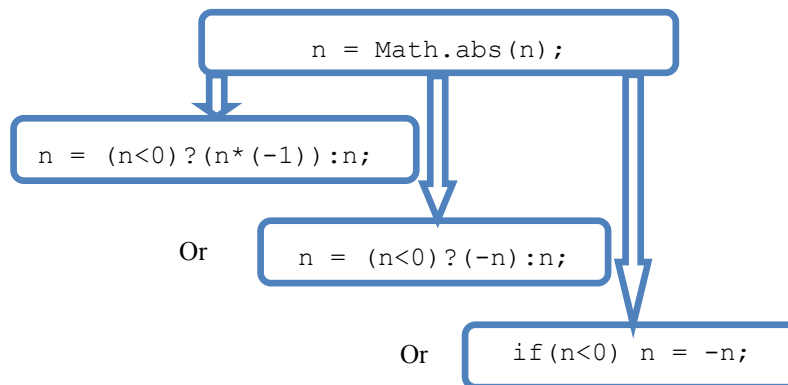 n = Math.abs(n);
n = (n<0)?(n*(-1)):n;
Or
n = (n<0)?(-n):n;
Or
if(n<0) n = -n;